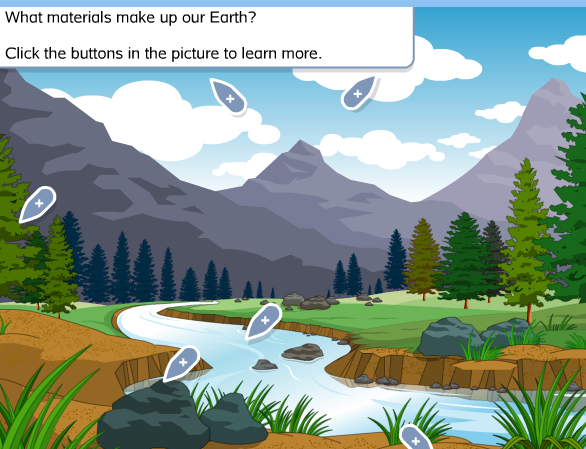 What materials make up our Earth?
Click the buttons in the picture to learn more.